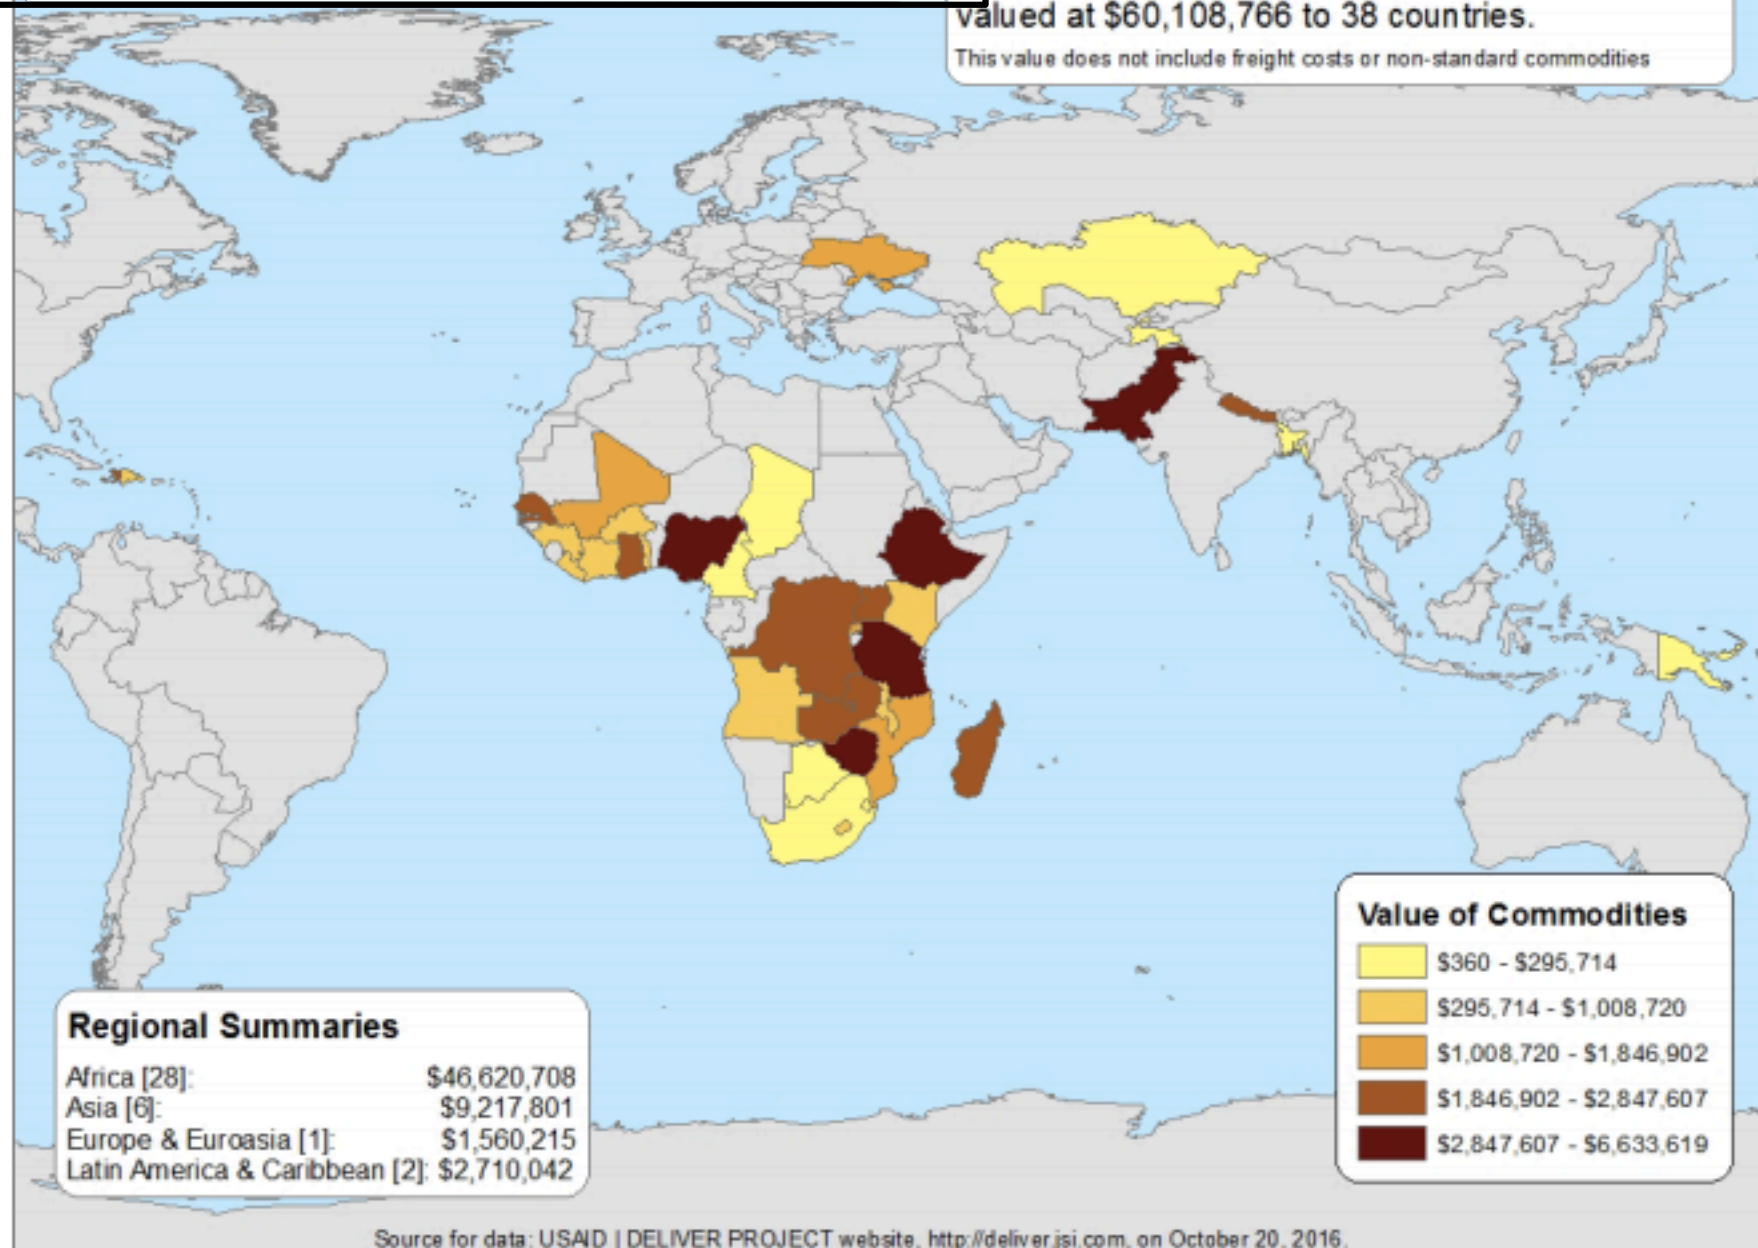 valued at $60,108,766 to 38 countries.
This value does not include freight costs or non-standard commodities
Value of Commodities
$360 - $295,714
$295,714 - $1,008,720
$1,008,720 - $1,846,902
$1,846,902 - $2,847,607
$2,847,607 - $6,633,619
Regional Summaries
Africa [28]: $46,620,708
Asia [6]: $9,217,801
Europe & Euroasia [1]: $1,560,215
Latin America & Caribbean [2]: $2,710,042
Source for data: USAID | DELIVER PROJECT website, http://deliver.jsi.com, on October 20, 2016.